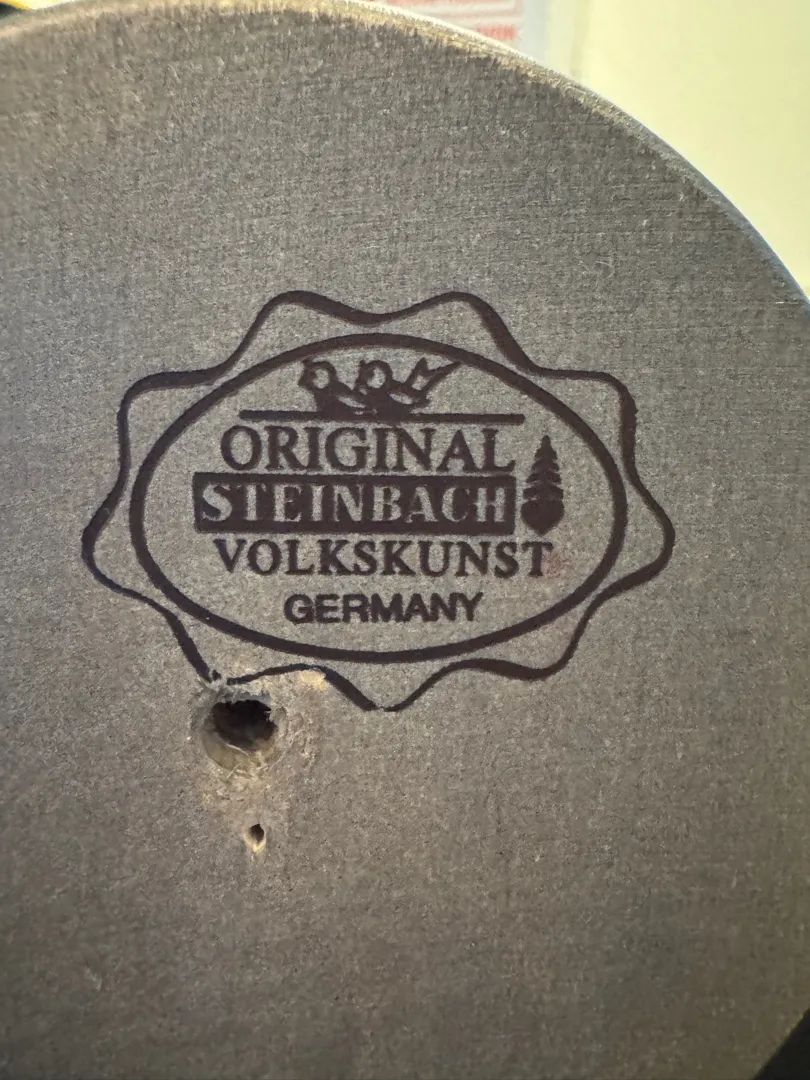 ORIGINAL
STEINBACH
VOLKSKUNST
GERMANY